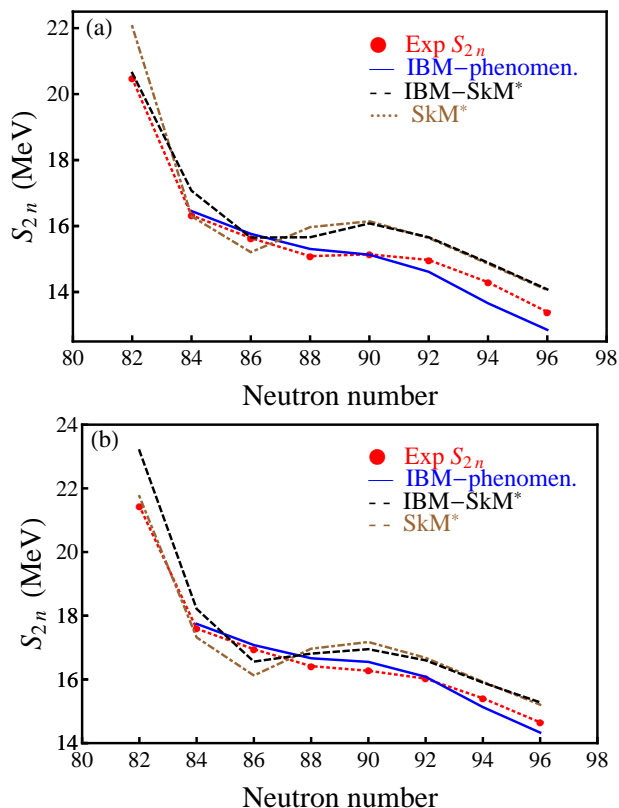 (a)
Exp S2n
IBM−phenomen.
IBM−SkM*
SkM*
22
20
18
16
14
S2n (MeV)
80 82 84 86 88 90 92 94 96 98
Neutron number
(b)
Exp S2n
IBM−phenomen.
IBM−SkM*
SkM*
24
22
20
18
16
14
S2n (MeV)
80 82 84 86 88 90 92 94 96 98
Neutron number